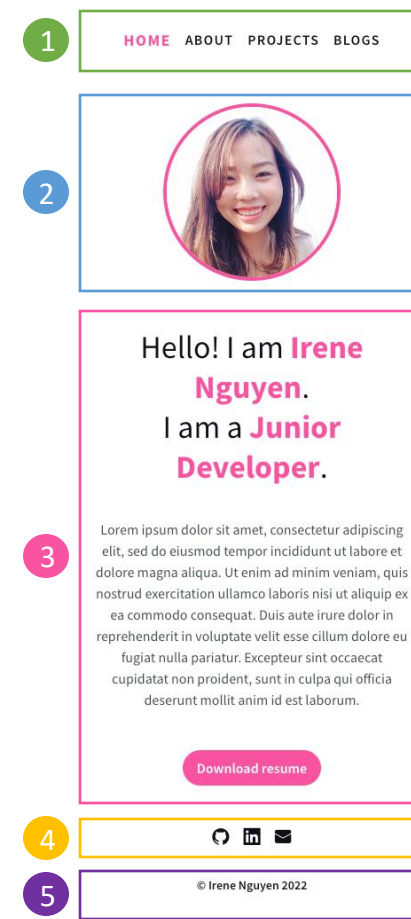 1
HOME ABOUT PROJECTS BLOGS
2
Hello! I am Irene
Nguyen.
I am a Junior
Developer.
3
Lorem ipsum dolor sit amet, consectetur adipiscing
elit, sed do eiusmod tempor incididunt ut labore et
dolore magna aliqua. Ut enim ad minim veniam, quis
nostrud exercitation ullamco laboris nisi ut aliquip ex
ea commodo consequat. Duis aute irure dolor in
reprehenderit in voluptate velit esse cillum dolore eu
fugiat nulla pariatur. Excepteur sint occaecat
cupidatat non proident, sunt in culpa qui officia
deserunt mollit anim id est laborum.
Download resume
4
in
5
© Irene Nguyen 2022